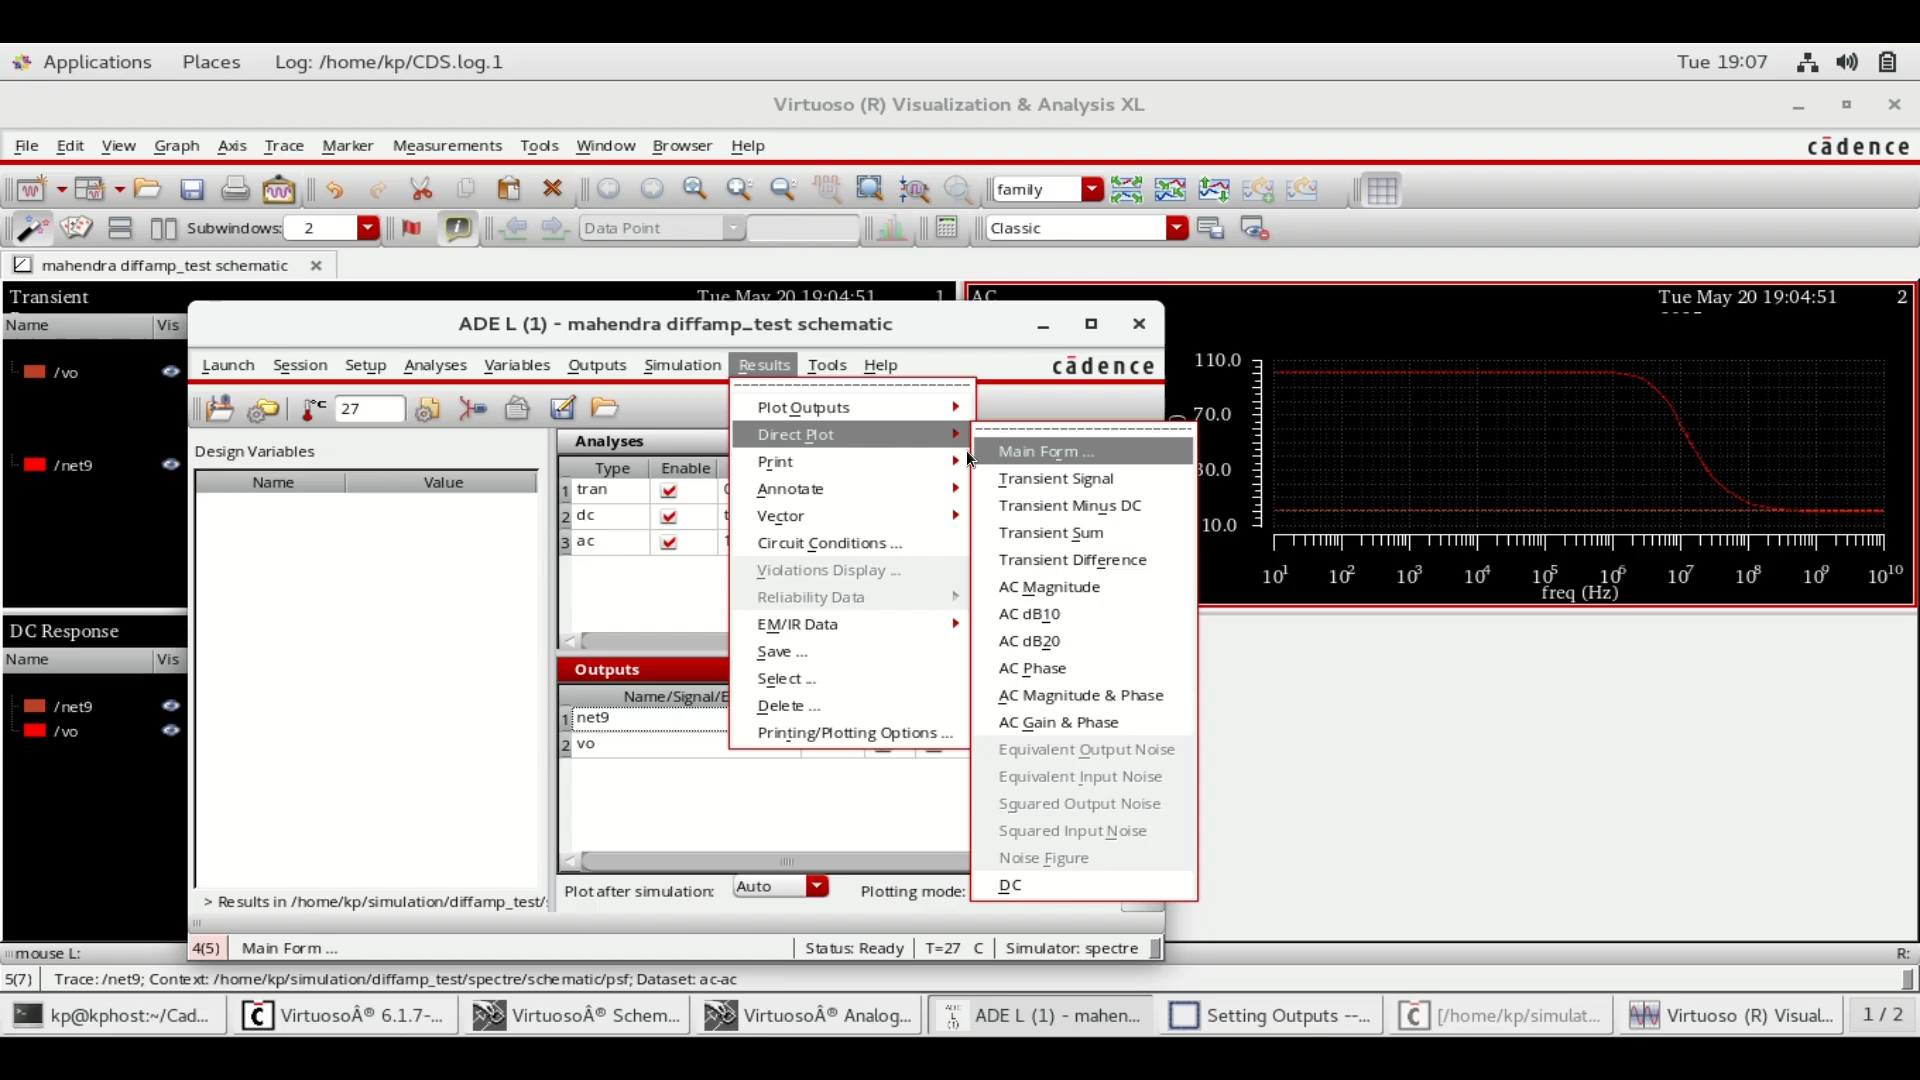 Applications Places Log: /home/kp/CDS.log.1 Tue 19:07
Virtuoso (R) Visualization & Analysis XL
File Edit View Graph Axis Trace Marker Measurements Tools Window Browser Help cādence
family
Subwindows: 2 Data Point Classic
mahendra diffamp_test schematic
Transient Tue May 20 19:04:51 1 AC Tue May 20 19:04:51 2
Name Vis
/vo
/net9
DC Response
Name Vis
/net9
/vo
ADE L (1) - mahendra diffamp_test schematic
Launch Session Setup Analyses Variables Outputs Simulation Results Tools Help cādence
27
Design Variables
Name Value
Analyses
Type Enable
1 tran
2 dc
3 ac
Outputs
Name/Signal/E
1 net9
2 vo
Plot after simulation: Auto Plotting mode:
> Results in /home/kp/simulation/diffamp_test/
Plot Outputs
Direct Plot
Print
Annotate
Vector
Circuit Conditions ...
Violations Display ...
Reliability Data
EM/IR Data
Save ...
Select ...
Delete ...
Printing/Plotting Options ...
Main Form ...
Transient Signal
Transient Minus DC
Transient Sum
Transient Difference
AC Magnitude
AC dB10
AC dB20
AC Phase
AC Magnitude & Phase
AC Gain & Phase
Equivalent Output Noise
Equivalent Input Noise
Squared Output Noise
Squared Input Noise
Noise Figure
DC
110.0
70.0
30.0
10.0
10¹ 10² 10³ 10⁴ 10⁵ 10⁶ 10⁷ 10⁸ 10⁹ 10¹⁰
freq (Hz)
4(5) Main Form ... Status: Ready T=27 C Simulator: spectre
mouse L: R:
5(7) Trace: /net9; Context: /home/kp/simulation/diffamp_test/spectre/schematic/psf; Dataset: ac-ac
kp@kphost:~/Cad... VirtuosoÂ® 6.1.7-... VirtuosoÂ® Schem... VirtuosoÂ® Analog... ADE L (1) - mahen... Setting Outputs --... [/home/kp/simulat... Virtuoso (R) Visual... 1 / 2